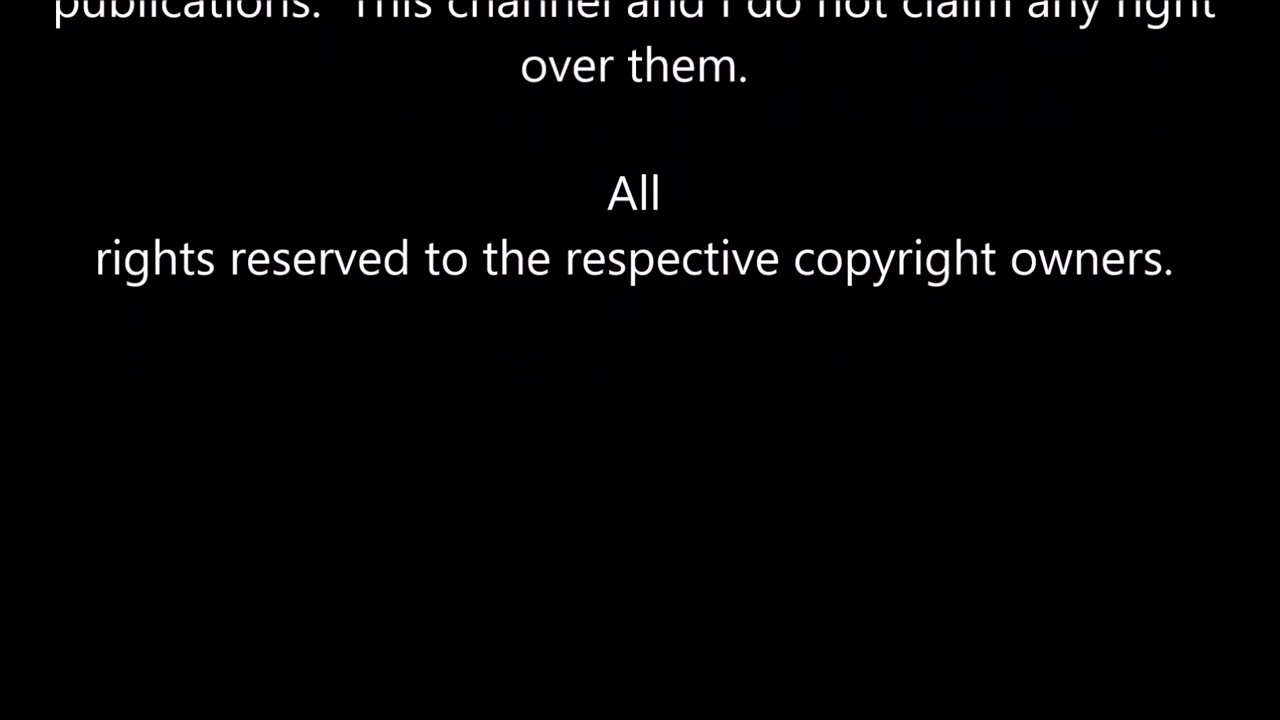 publications. This channel and I do not claim any right
over them.
All
rights reserved to the respective copyright owners.